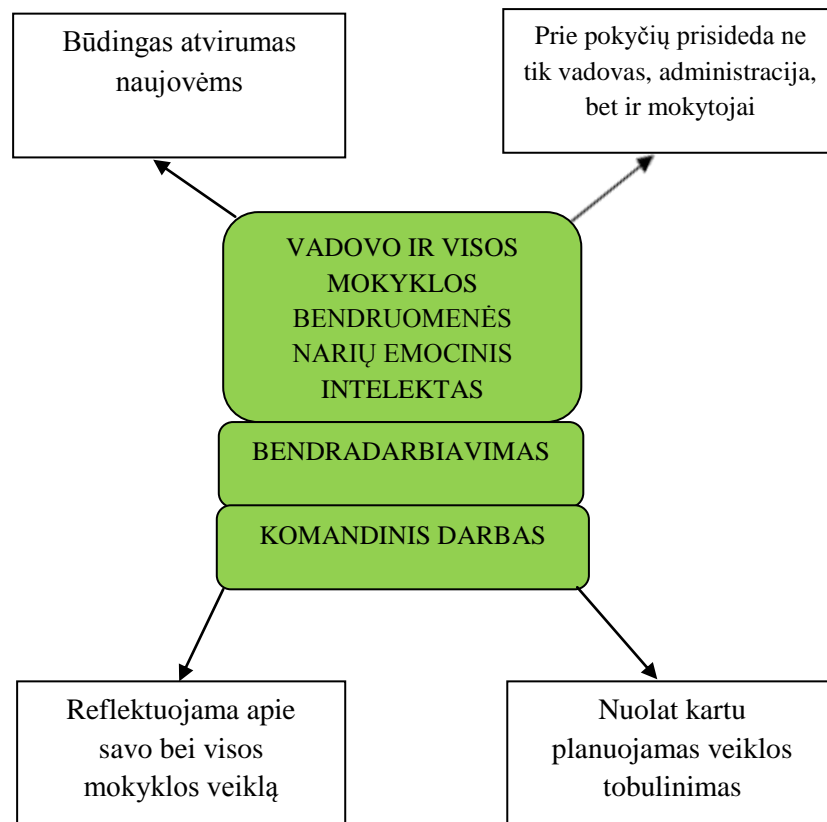 Būdingas atvirumas
naujovėms
Prie pokyčių prisideda ne
tik vadovas, administracija,
bet ir mokytojai
VADOVO IR VISOS
MOKYKLOS
BENDRUOMENĖS
NARIŲ EMOCINIS
INTELEKTAS
BENDRADARBIAVIMAS
KOMANDINIS DARBAS
Reflektuojama apie
savo bei visos
mokyklos veiklą
Nuolat kartu
planuojamas veiklos
tobulinimas